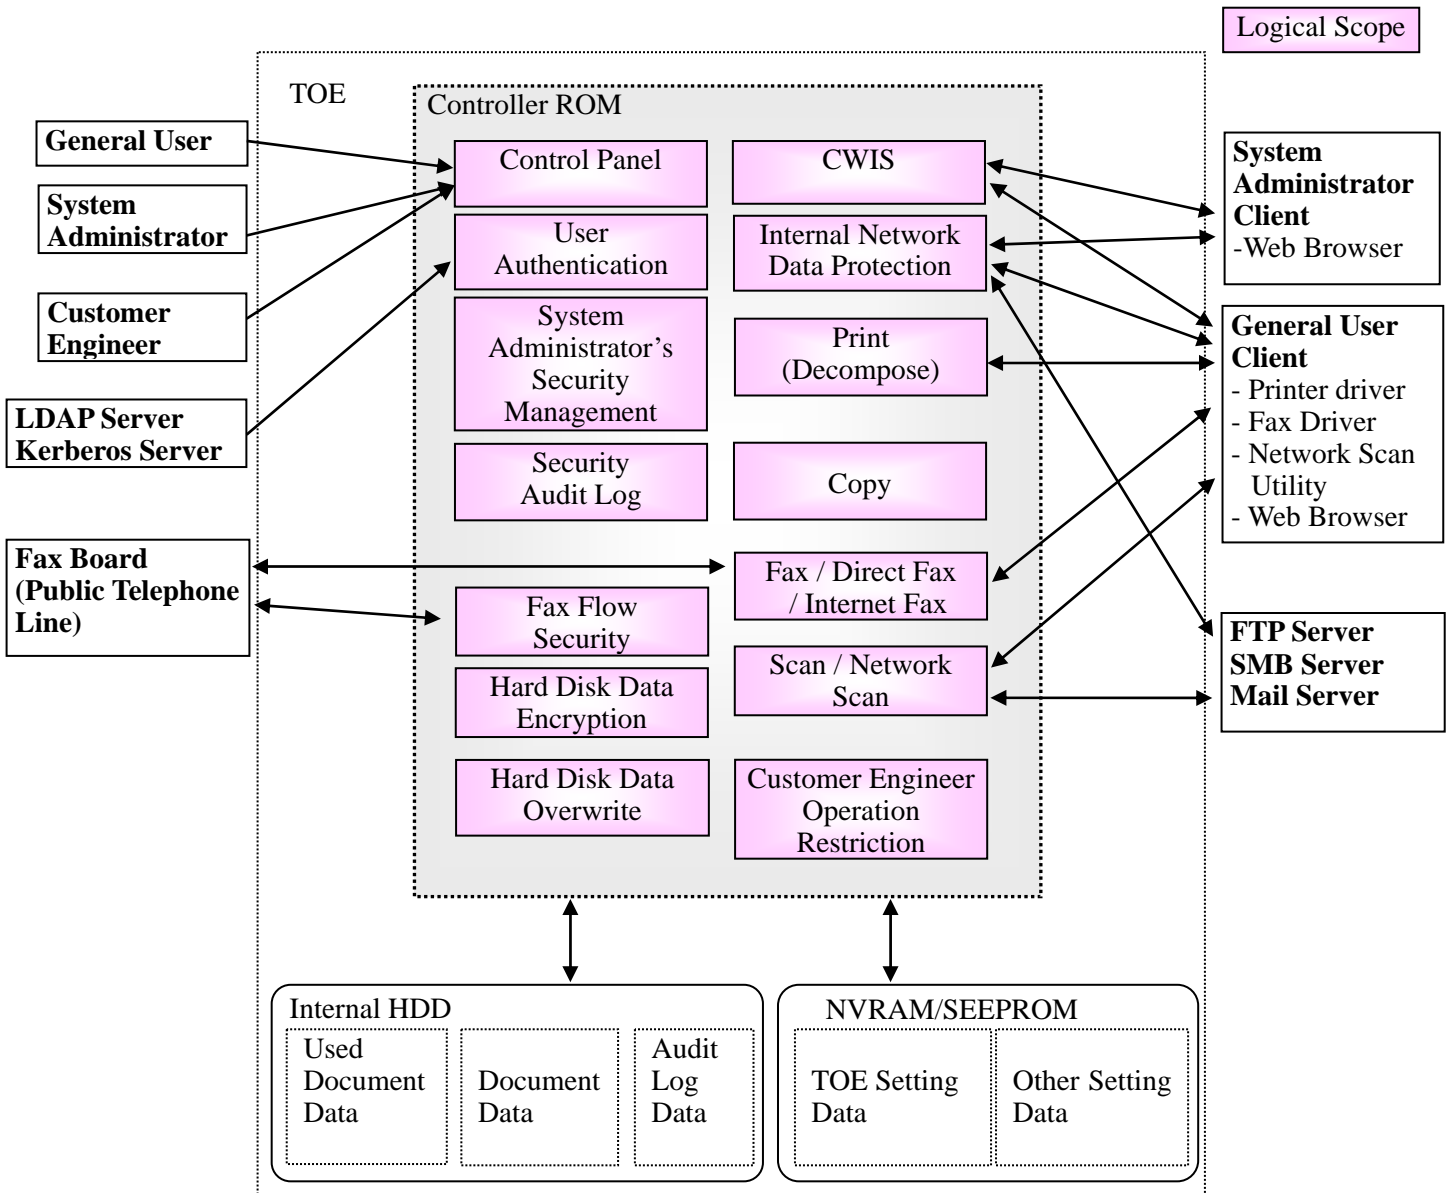 Logical Scope
TOE
Controller ROM
General User
System
Administrator
Customer
Engineer
LDAP Server
Kerberos Server
Fax Board
(Public Telephone
Line)
Control Panel
User
Authentication
System
Administrator’s
Security
Management
Security
Audit Log
Fax Flow
Security
Hard Disk Data
Encryption
Hard Disk Data
Overwrite
CWIS
Internal Network
Data Protection
Print
(Decompose)
Copy
Fax / Direct Fax
/ Internet Fax
Scan / Network
Scan
Customer Engineer
Operation
Restriction
System
Administrator
Client
-Web Browser
General User
Client
- Printer driver
- Fax Driver
- Network Scan
Utility
- Web Browser
FTP Server
SMB Server
Mail Server
Internal HDD
Used
Document
Data
Document
Data
Audit
Log
Data
NVRAM/SEEPROM
TOE Setting
Data
Other Setting
Data